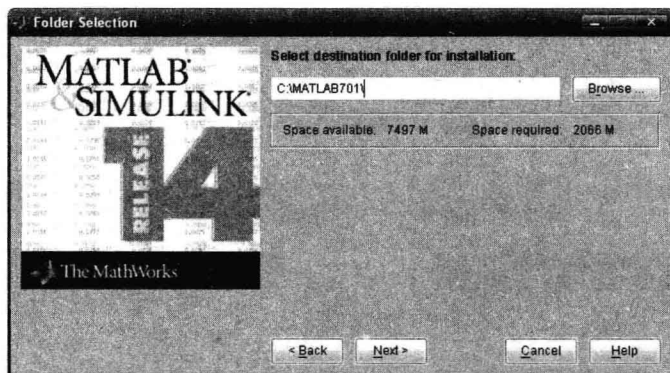 Folder Selection
MATLAB®
&SIMULINK®
RELEASE
14
The MathWorks
Select destination folder for installation:
C:\MATLAB701\
Browse ...
Space available: 7497 M Space required: 2066 M
< Back Next > Cancel Help